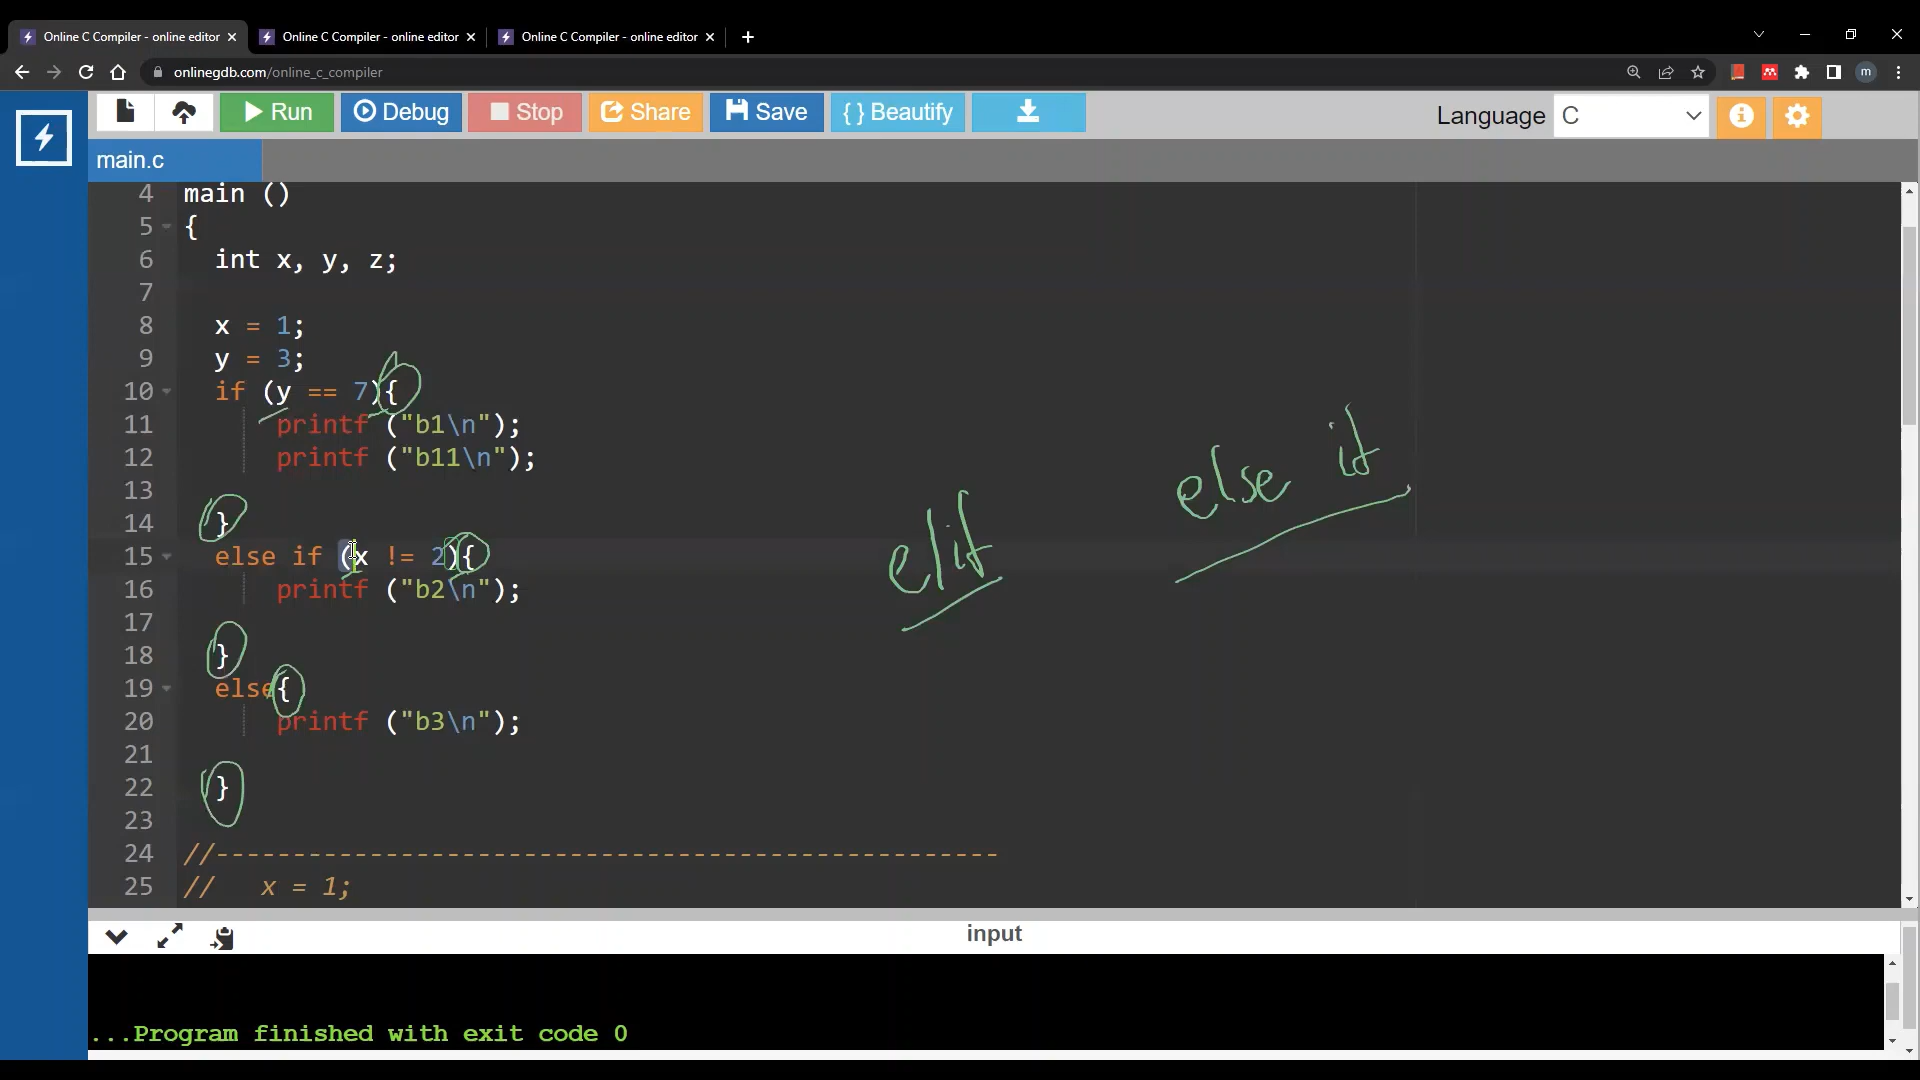 Online C Compiler - online editor
Online C Compiler - online editor
Online C Compiler - online editor
onlinegdb.com/online_c_compiler
m
Run
Debug
Stop
Share
Save
{ } Beautify
Language
C
main.c
4 main ()
5 {
6 int x, y, z;
7
8 x = 1;
9 y = 3;
10 if (y == 7){
11 printf ("b1\n");
12 printf ("b11\n");
13
14 }
15 else if (x != 2){
16 printf ("b2\n");
17
18 }
19 else{
20 printf ("b3\n");
21
22 }
23
24 //---------------------------------------------------
25 // x = 1;
elif
else if
input
...Program finished with exit code 0